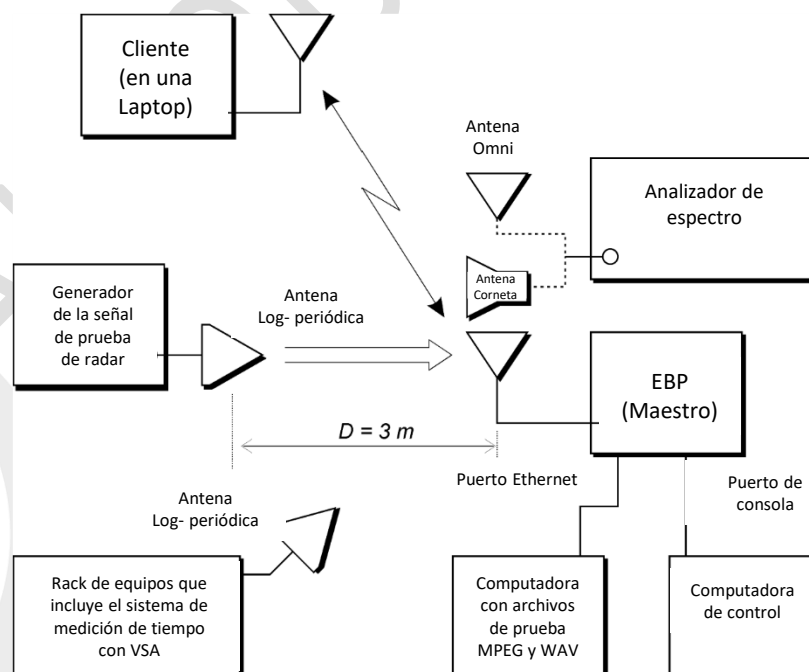 Cliente
(en una
Laptop)
Antena
Omni
Analizador de
espectro
Antena
Corneta
Generador
de la señal
de prueba
de radar
Antena
Log- periódica
EBP
(Maestro)
D = 3 m
Puerto Ethernet
Puerto de
consola
Antena
Log- periódica
Rack de equipos que
incluye el sistema de
medición de tiempo
con VSA
Computadora
con archivos
de prueba
MPEG y WAV
Computadora
de control